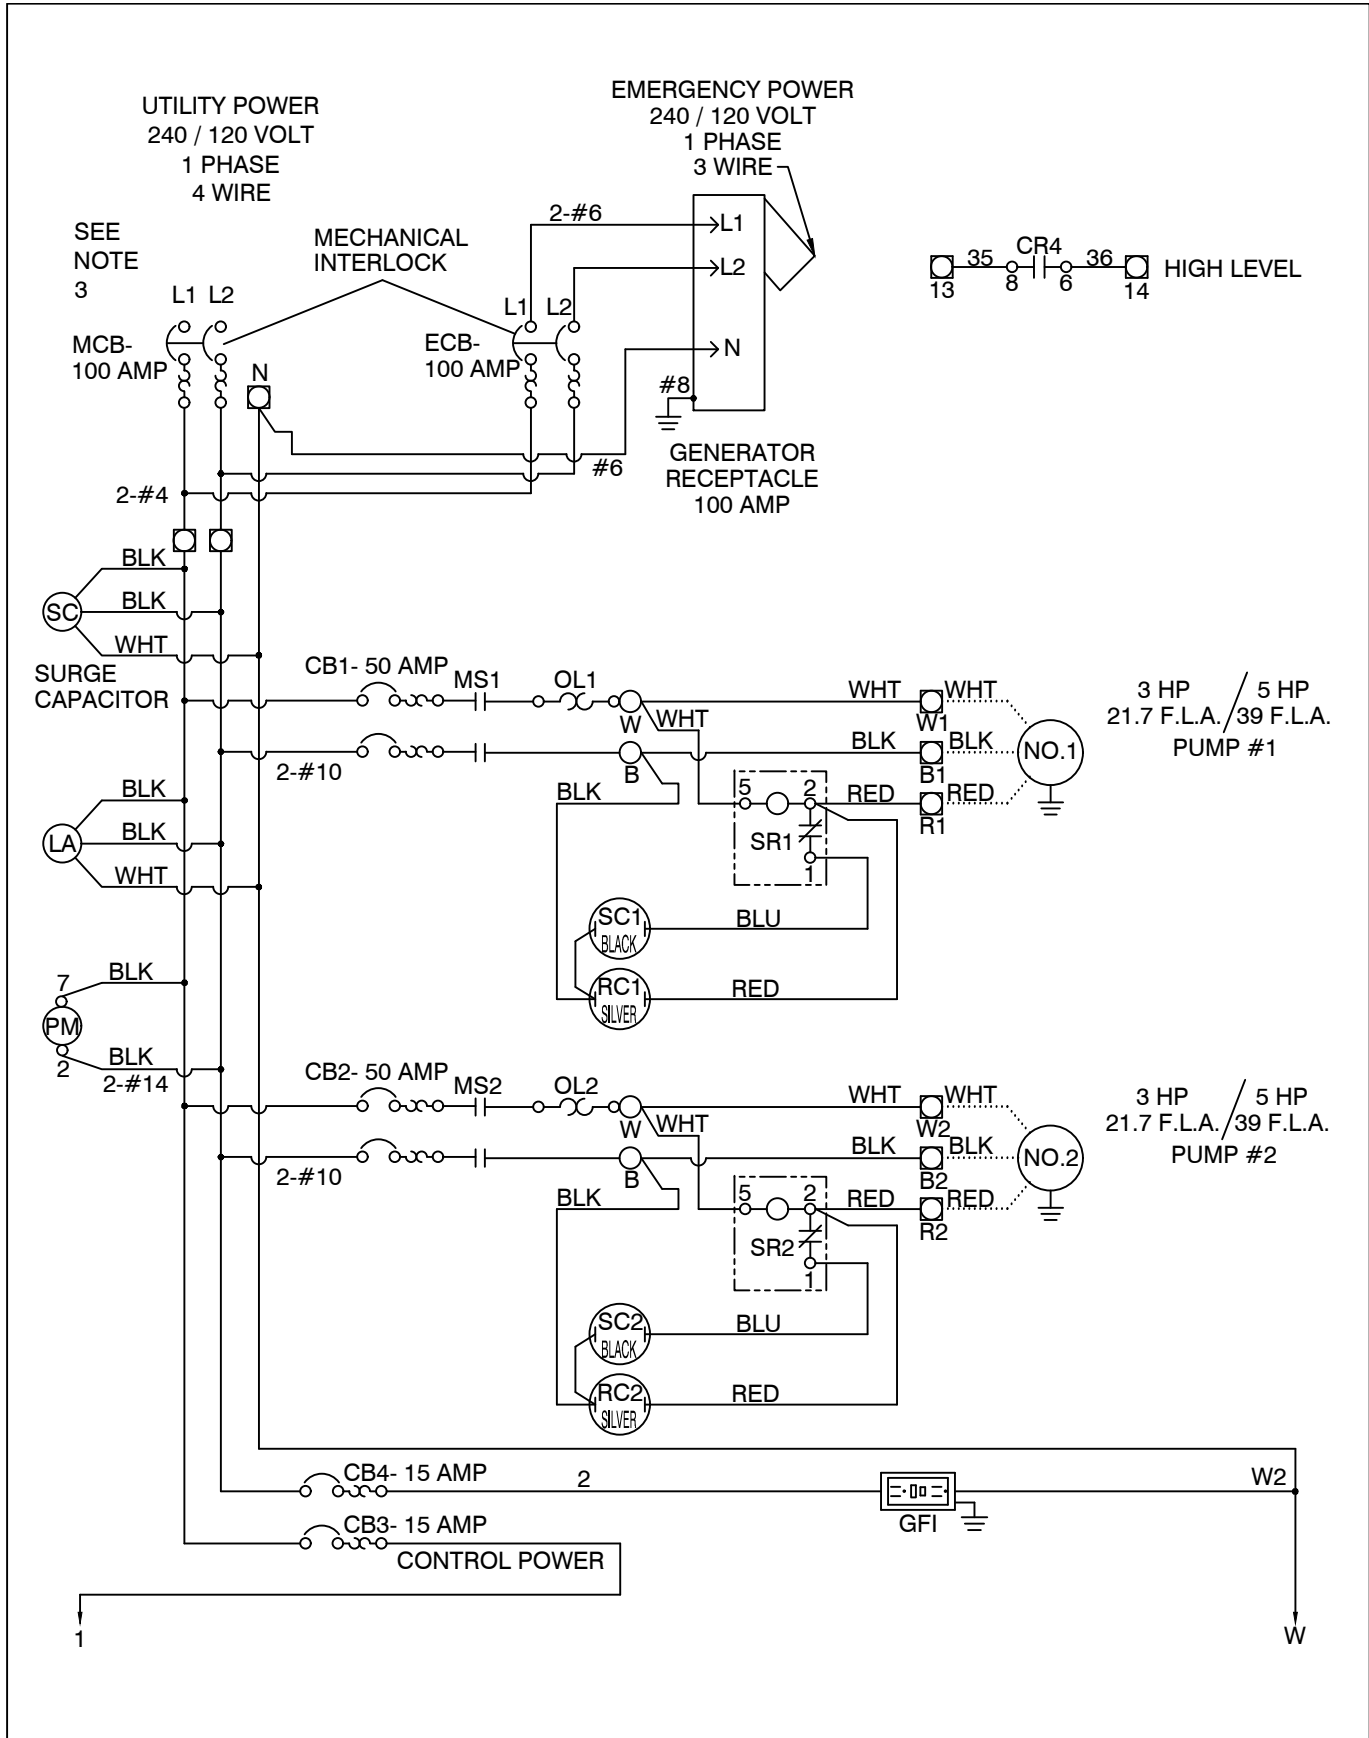 UTILITY POWER
240 / 120 VOLT
1 PHASE
4 WIRE
EMERGENCY POWER
240 / 120 VOLT
1 PHASE
3 WIRE
SEE
NOTE
3
MECHANICAL
INTERLOCK
2-#6
L1
L2
N
L1 L2
MCB-
100 AMP
N
L1 L2
ECB-
100 AMP
#8
GENERATOR
RECEPTACLE
100 AMP
#6
2-#4
35 CR4 36
13 8 6 14
HIGH LEVEL
BLK
SC
BLK
WHT
SURGE
CAPACITOR
CB1- 50 AMP
MS1
OL1
W
WHT
WHT
W1
WHT
2-#10
B
BLK
BLK
B1
BLK
5 2
SR1
1
RED
R1
RED
NO.1
3 HP / 5 HP
21.7 F.L.A. / 39 F.L.A.
PUMP #1
BLK
LA
BLK
WHT
SC1
BLACK
BLU
RC1
SILVER
RED
7
BLK
PM
2
BLK
2-#14
CB2- 50 AMP
MS2
OL2
W
WHT
WHT
W2
WHT
2-#10
B
BLK
BLK
B2
BLK
5 2
SR2
1
RED
R2
RED
NO.2
3 HP / 5 HP
21.7 F.L.A. / 39 F.L.A.
PUMP #2
SC2
BLACK
BLU
RC2
SILVER
RED
CB4- 15 AMP
2
GFI
W2
CB3- 15 AMP
CONTROL POWER
1
W